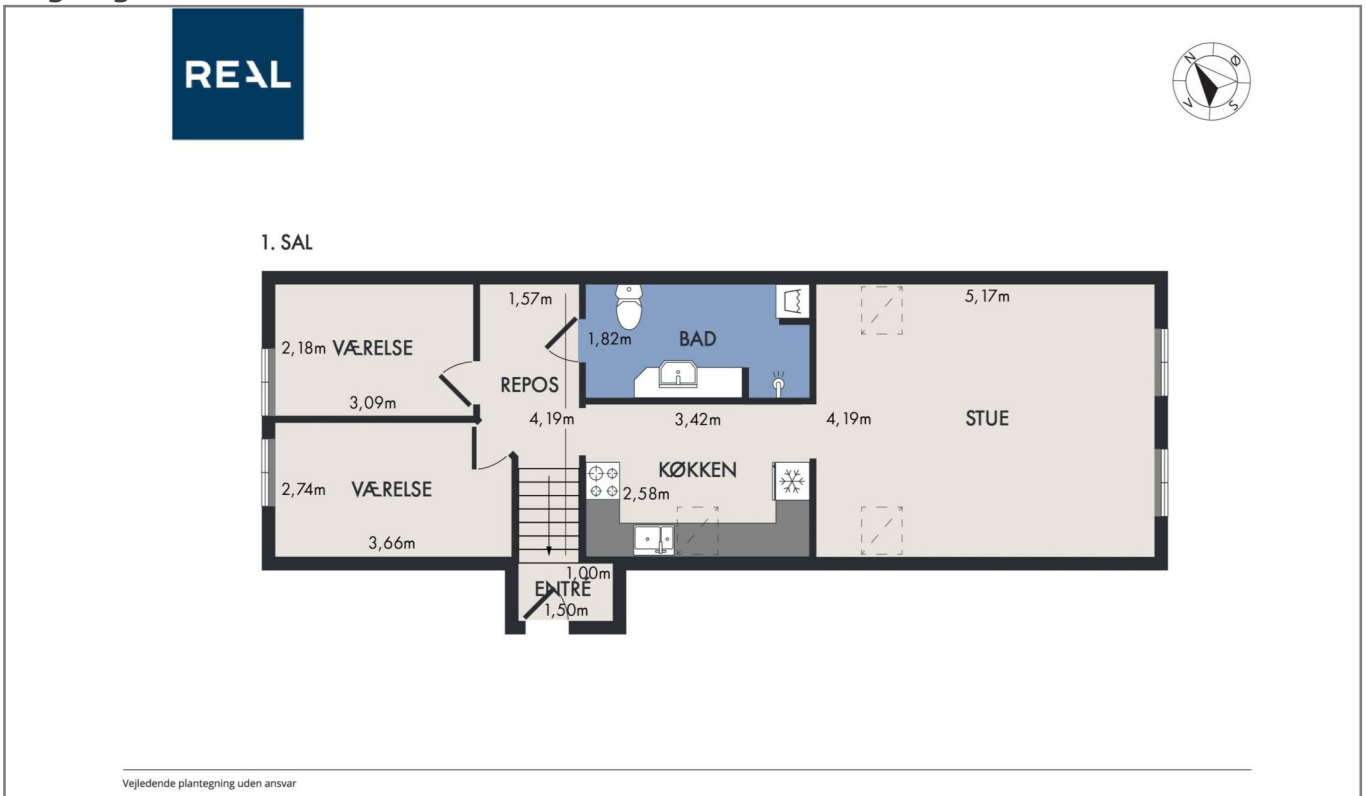 REAL
N
Ø
V
S
1. SAL
1,57m
5,17m
2,18m VÆRELSE
1,82m
BAD
REPOS
3,09m
4,19m
3,42m
4,19m
STUE
KØKKEN
2,74m
VÆRELSE
2,58m
3,66m
1,00m
ENTRÉ
1,50m
Vejledende plantegning uden ansvar